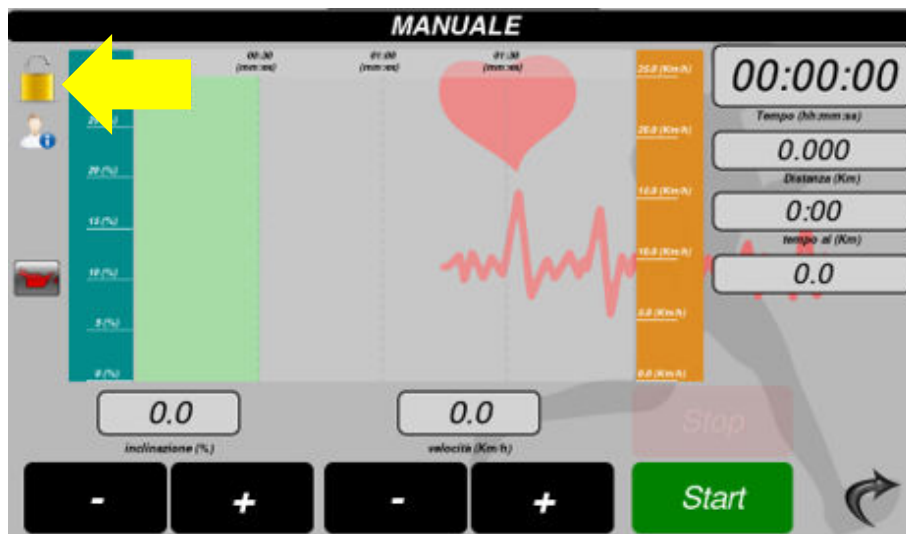 MANUALE
00:30 01:00 01:30
(mm:ss) (mm:ss) (mm:ss)
25.0 (Km/h)
00:00:00
Tempo (hh:mm:ss)
20.0 (Km/h)
0.000
Distanza (Km)
20 (%)
15.0 (Km/h)
0:00
tempo al (Km)
15 (%)
10.0 (Km/h)
0.0
10 (%)
5 (%)
5.0 (Km/h)
0 (%)
0.0 (Km/h)
0.0 0.0
Stop
inclinazione (%) velocità (Km/h)
- + - + Start